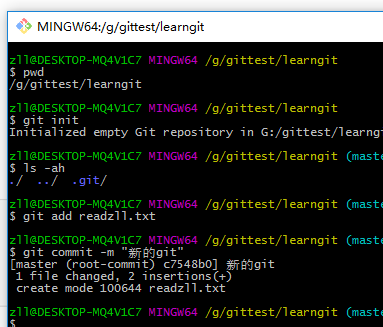 MINGW64:/g/gittest/learngit
zll@DESKTOP-MQ4V1C7 MINGW64 /g/gittest/learngit
$ pwd
/g/gittest/learngit
zll@DESKTOP-MQ4V1C7 MINGW64 /g/gittest/learngit
$ git init
Initialized empty Git repository in G:/gittest/learngit
zll@DESKTOP-MQ4V1C7 MINGW64 /g/gittest/learngit (maste
$ ls -ah
./ ../ .git/
zll@DESKTOP-MQ4V1C7 MINGW64 /g/gittest/learngit (maste
$ git add readzll.txt
zll@DESKTOP-MQ4V1C7 MINGW64 /g/gittest/learngit (maste
$ git commit -m "新的git"
[master (root-commit) c7548b0] 新的git
1 file changed, 2 insertions(+)
create mode 100644 readzll.txt
zll@DESKTOP-MQ4V1C7 MINGW64 /g/gittest/learngit (maste
$